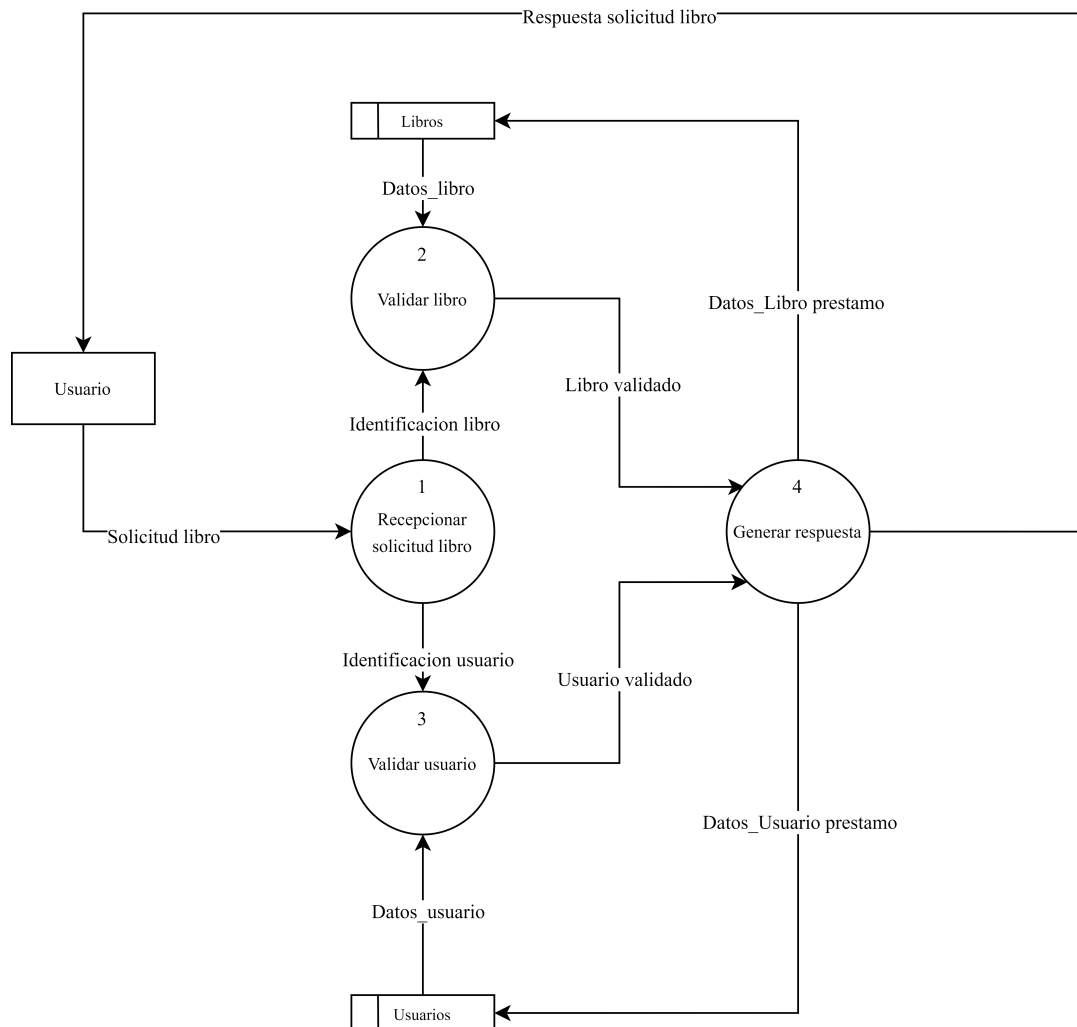 Respuesta solicitud libro
Libros
Datos_libro
2
Validar libro
Datos_Libro prestamo
Usuario
Libro validado
Identificacion libro
1
Recepcionar
solicitud libro
4
Generar respuesta
Solicitud libro
Identificacion usuario
Usuario validado
3
Validar usuario
Datos_Usuario prestamo
Datos_usuario
Usuarios